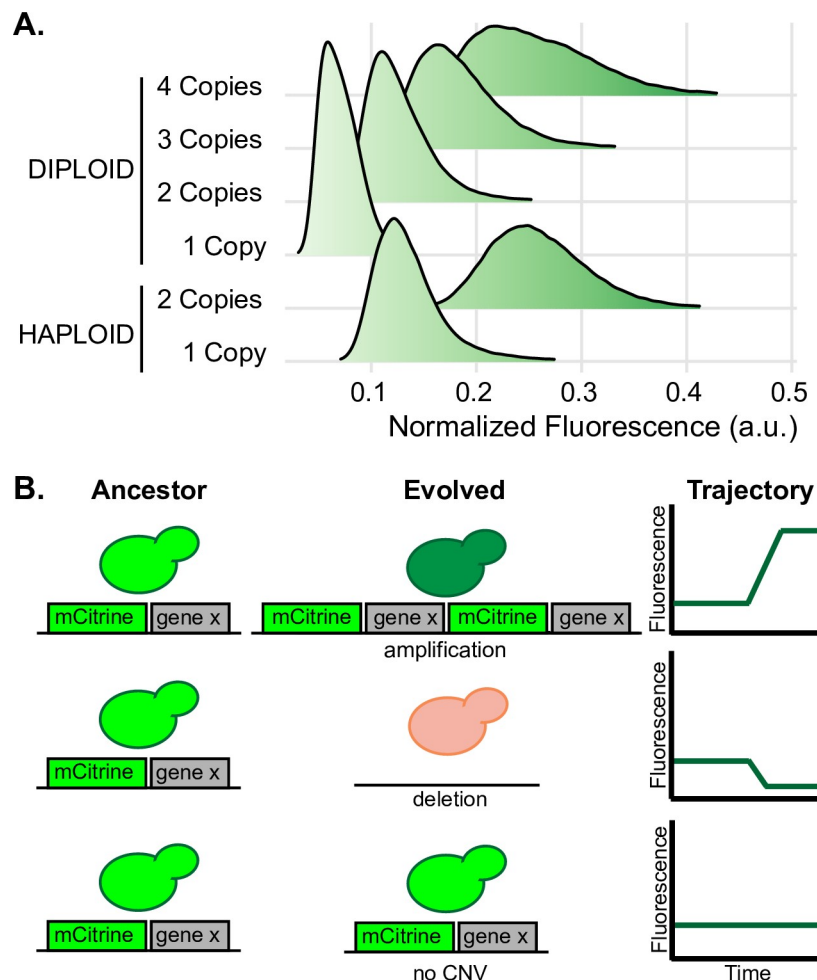 A.
4 Copies
3 Copies
DIPLOID
2 Copies
1 Copy
2 Copies
HAPLOID
1 Copy
0.1 0.2 0.3 0.4 0.5
Normalized Fluorescence (a.u.)
B. Ancestor Evolved Trajectory
Fluorescence
mCitrine gene x mCitrine gene x mCitrine gene x
amplification
Fluorescence
mCitrine gene x
deletion
Fluorescence
mCitrine gene x mCitrine gene x
no CNV Time